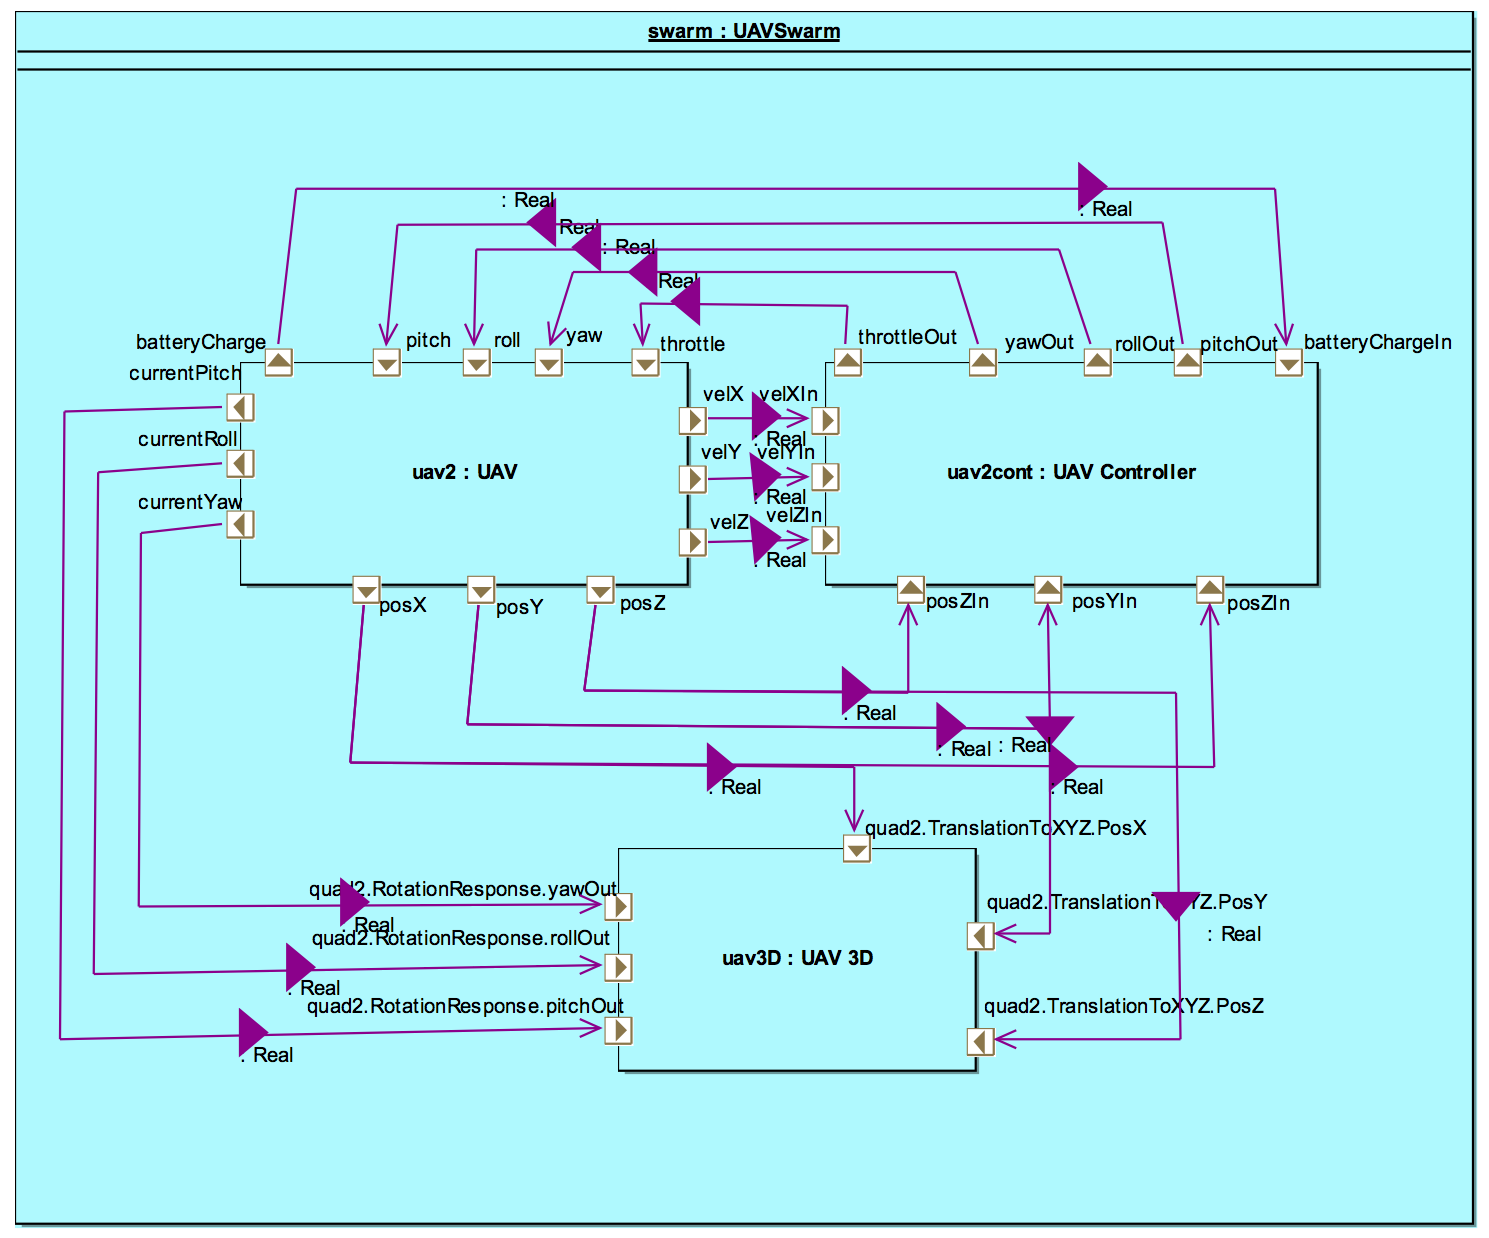 swarm : UAVSwarm
: Real
: Real
Real
: Real
Real
batteryCharge
pitch
roll
yaw
throttle
throttleOut
yawOut
rollOut
pitchOut
batteryChargeIn
currentPitch
velX
velXIn
: Real
currentRoll
velY
velYIn
uav2 : UAV
uav2cont : UAV Controller
: Real
currentYaw
velZ
velZIn
: Real
posX
posY
posZ
posZIn
posYIn
posZIn
: Real
: Real
: Real
: Real
: Real
quad2.TranslationToXYZ.PosX
quad2.RotationResponse.yawOut
quad2.TranslationToXYZ.PosY
: Real
: Real
quad2.RotationResponse.rollOut
uav3D : UAV 3D
: Real
quad2.RotationResponse.pitchOut
quad2.TranslationToXYZ.PosZ
: Real